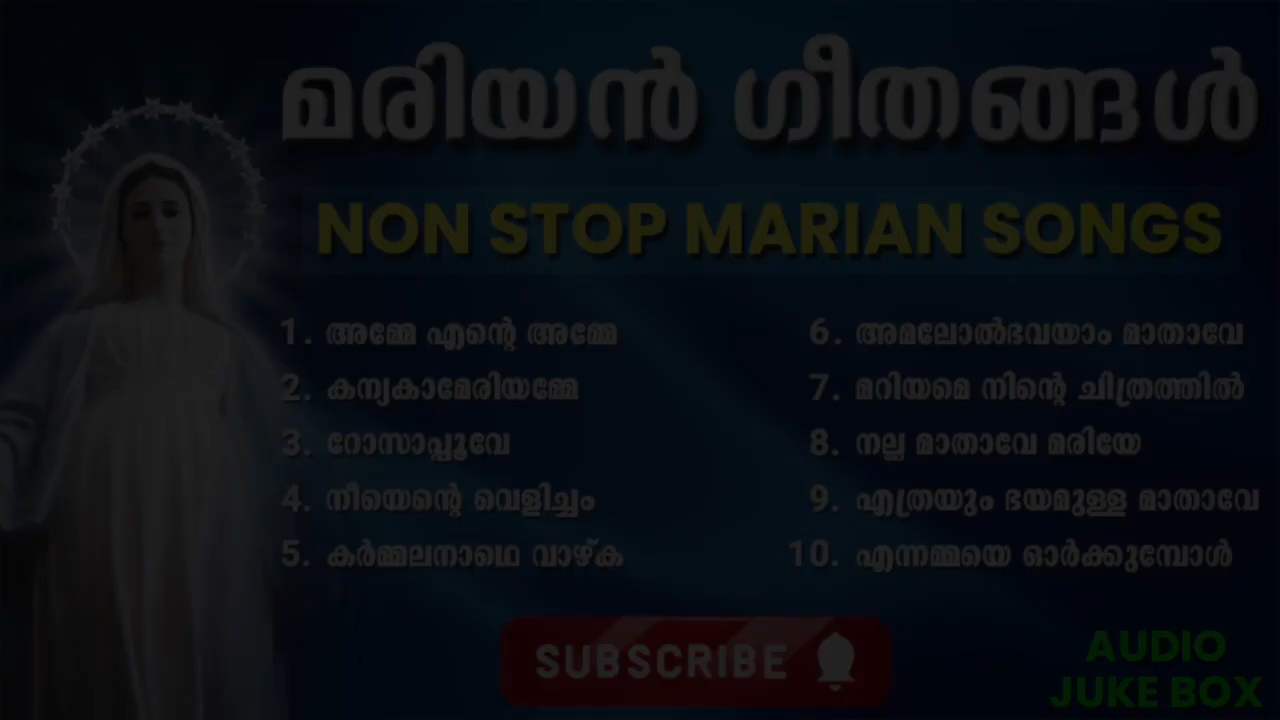 മരിയൻ ഗീതങ്ങൾ
NON STOP MARIAN SONGS
1. അമ്മേ എന്റെ അമ്മേ
2. കന്യകാമേരിയമ്മേ
3. റോസാപ്പൂവേ
4. നീയെന്റെ വെളിച്ചം
5. കർമ്മലനാഥെ വാഴ്ക
6. അമലോൽഭവയാം മാതാവേ
7. മറിയമെ നിന്റെ ചിത്രത്തിൽ
8. നല്ല മാതാവേ മരിയേ
9. എത്രയും ഭയമുള്ള മാതാവേ
10. എന്നമ്മയെ ഓർക്കുമ്പോൾ
SUBSCRIBE
AUDIO
JUKE BOX